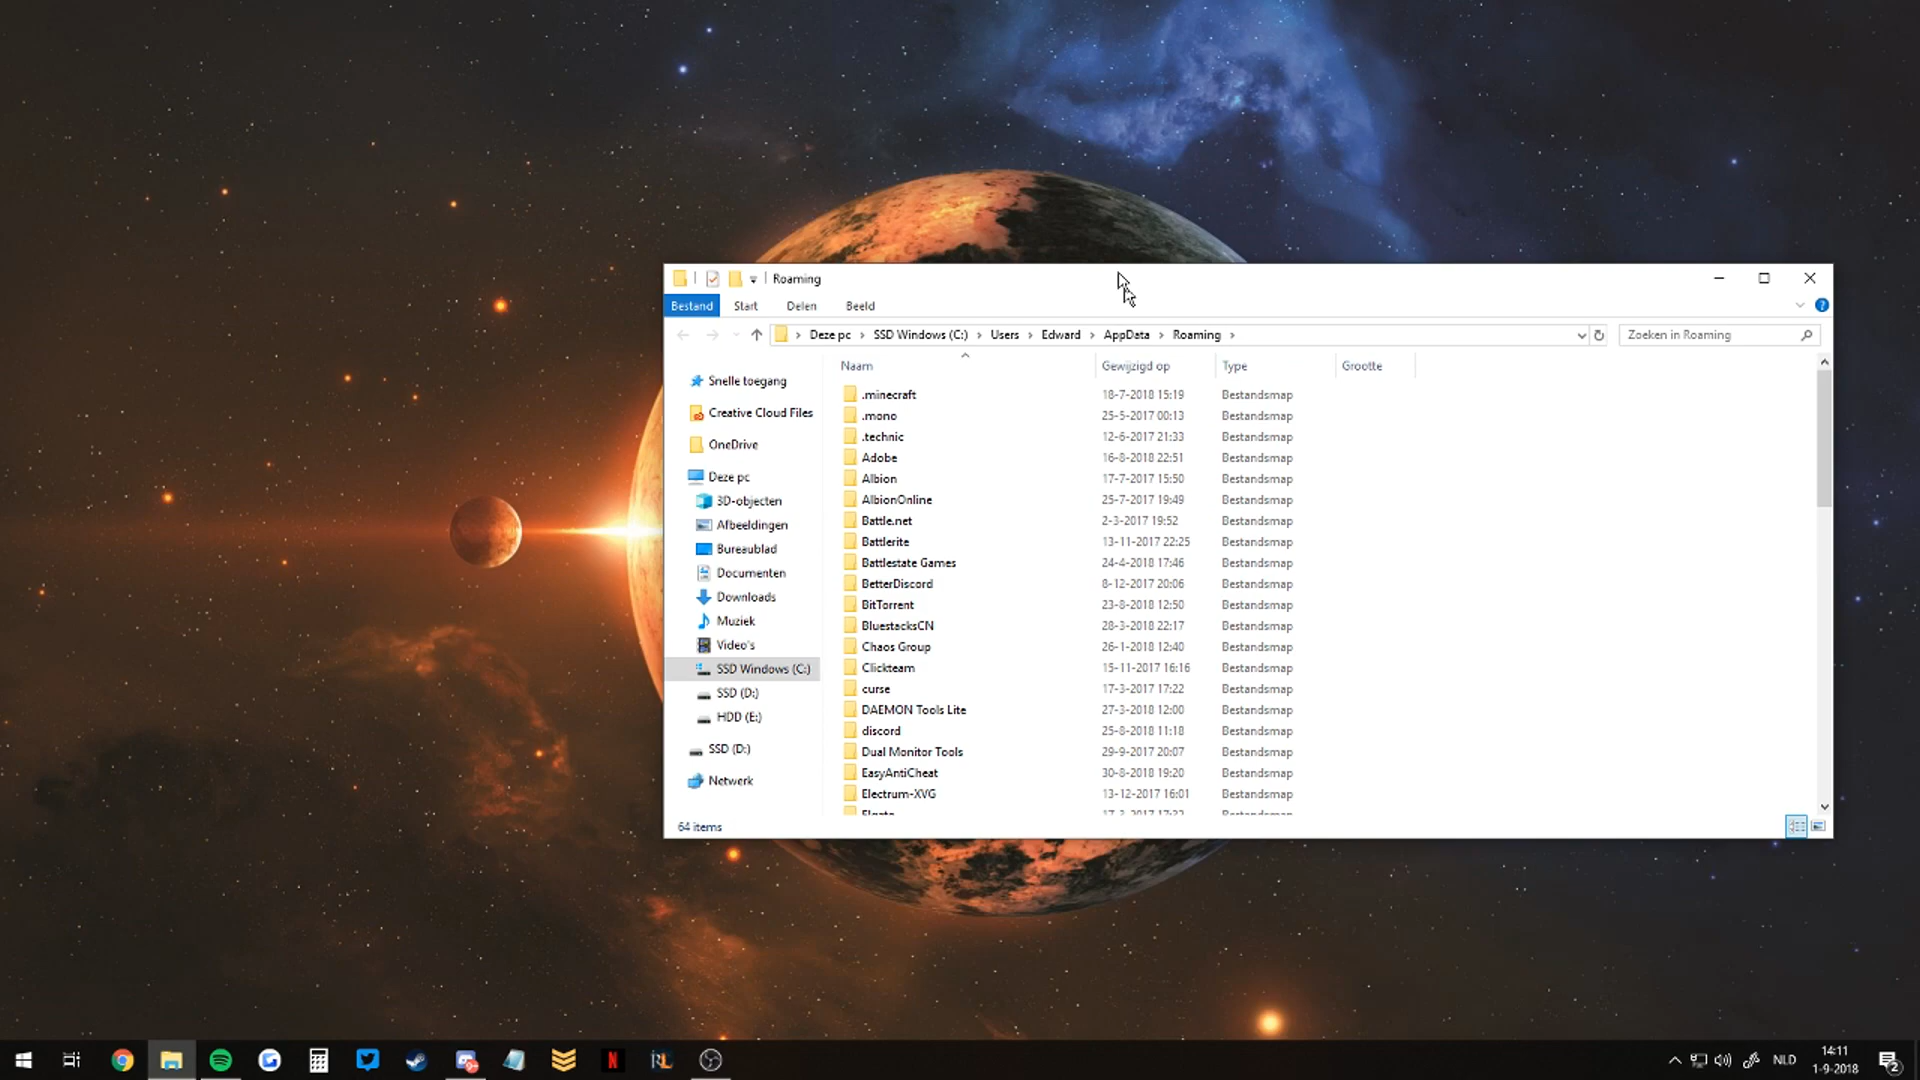 Roaming
Bestand Start Delen Beeld
Deze pc SSD Windows (C:) Users Edward AppData Roaming
Zoeken in Roaming
Naam Gewijzigd op Type Grootte
Snelle toegang
Creative Cloud Files
OneDrive
Deze pc
3D-objecten
Afbeeldingen
Bureaublad
Documenten
Downloads
Muziek
Video's
SSD Windows (C:)
SSD (D:)
HDD (E:)
SSD (D:)
Netwerk
.minecraft 18-7-2018 15:19 Bestandsmap
.mono 25-5-2017 00:13 Bestandsmap
.technic 12-6-2017 21:33 Bestandsmap
Adobe 16-8-2018 22:51 Bestandsmap
Albion 17-7-2017 15:50 Bestandsmap
AlbionOnline 25-7-2017 19:49 Bestandsmap
Battle.net 2-3-2017 19:52 Bestandsmap
Battlerite 13-11-2017 22:25 Bestandsmap
Battlestate Games 24-4-2018 17:46 Bestandsmap
BetterDiscord 8-12-2017 20:06 Bestandsmap
BitTorrent 23-8-2018 12:50 Bestandsmap
BluestacksCN 28-3-2018 22:17 Bestandsmap
Chaos Group 26-1-2018 12:40 Bestandsmap
Clickteam 15-11-2017 16:16 Bestandsmap
curse 17-3-2017 17:22 Bestandsmap
DAEMON Tools Lite 27-3-2018 12:00 Bestandsmap
discord 25-8-2018 11:18 Bestandsmap
Dual Monitor Tools 29-9-2017 20:07 Bestandsmap
EasyAntiCheat 30-8-2018 19:20 Bestandsmap
Electrum-XVG 13-12-2017 16:01 Bestandsmap
64 items
NLD
14:11
1-9-2018
2